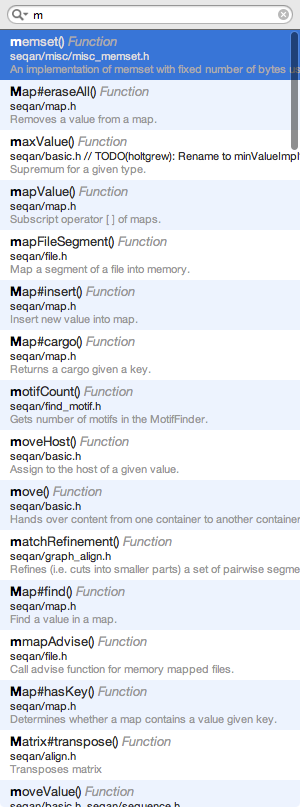 m
memset() Function
seqan/misc/misc_memset.h
An implementation of memset with fixed number of bytes us
Map#eraseAll() Function
seqan/map.h
Removes a value from a map.
maxValue() Function
seqan/basic.h // TODO(holtgrew): Rename to minValueImpl
Supremum for a given type.
mapValue() Function
seqan/map.h
Subscript operator [ ] of maps.
mapFileSegment() Function
seqan/file.h
Map a segment of a file into memory.
Map#insert() Function
seqan/map.h
Insert new value into map.
Map#cargo() Function
seqan/map.h
Returns a cargo given a key.
motifCount() Function
seqan/find_motif.h
Gets number of motifs in the MotifFinder.
moveHost() Function
seqan/basic.h
Assign to the host of a given value.
move() Function
seqan/basic.h
Hands over content from one container to another container
matchRefinement() Function
seqan/graph_align.h
Refines (i.e. cuts into smaller parts) a set of pairwise segme
Map#find() Function
seqan/map.h
Find a value in a map.
mmapAdvise() Function
seqan/file.h
Call advise function for memory mapped files.
Map#hasKey() Function
seqan/map.h
Determines whether a map contains a value given key.
Matrix#transpose() Function
seqan/align.h
Transposes matrix
moveValue() Function
seqan/basic.h, seqan/sequence.h